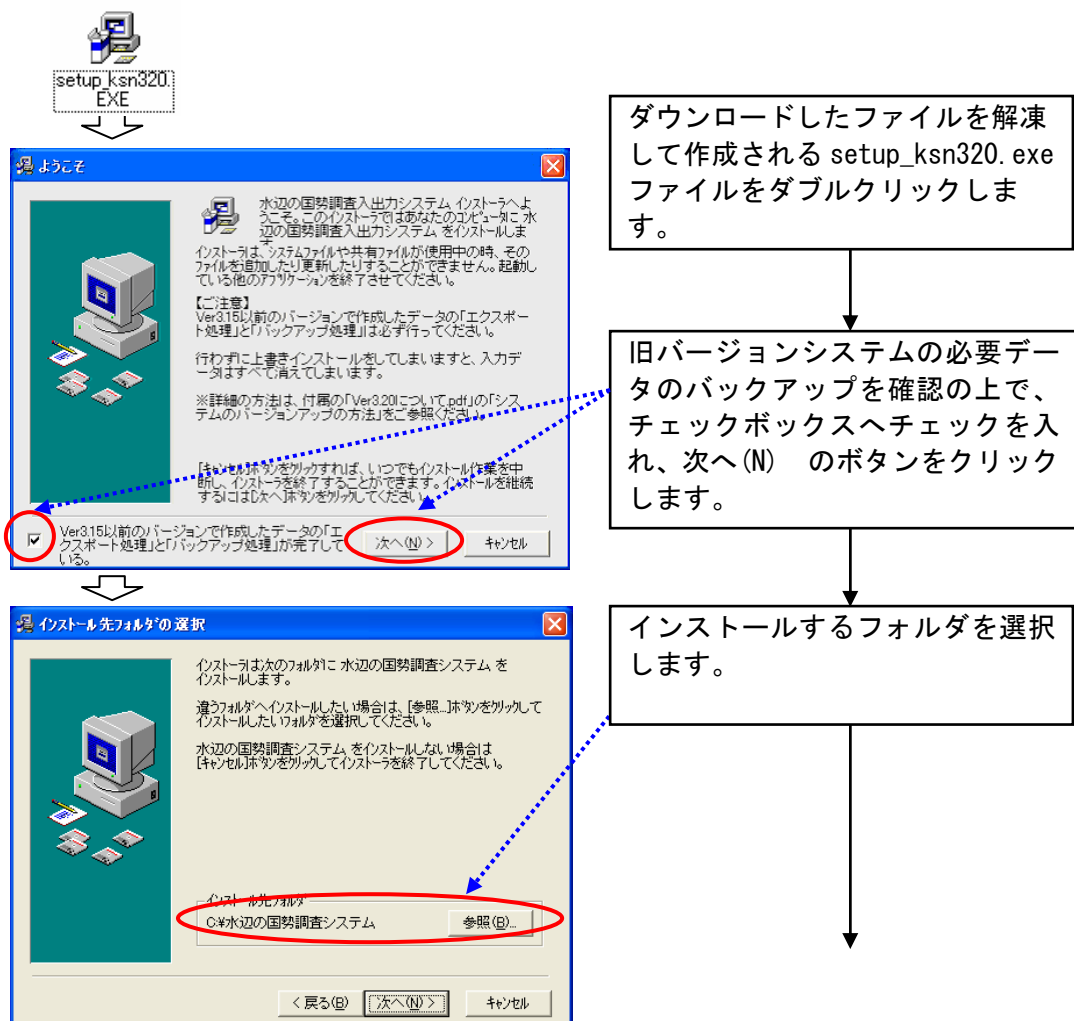 setup_ksn320.
EXE
ダウンロードしたファイルを解凍
して作成される setup_ksn320.exe
ファイルをダブルクリックしま
す。
ようこそ
水辺の国勢調査入出力システム インストーラへよ
うこそ。このインストーラではあなたのコンピュータに 水
辺の国勢調査入出力システム をインストールしま
インストーラは、システムファイルや共有ファイルが使用中の時、その
ファイルを追加したり更新したりすることができません。起動し
ている他のアプリケーションを終了させてください。
【ご注意】
Ver3.15以前のバージョンで作成したデータの「エクスポー
ト処理」と「バックアップ処理」は必ず行ってください。
行わずに上書きインストールをしてしまいますと、入力デ
ータはすべて消えてしまいます。
※詳細の方法は、付属の「Ver3.20について.pdf」の「シス
テムのバージョンアップの方法」をご参照ください。
[キャンセル]ボタンをクリックすれば、いつでもインストール作業を中
断し、インストーラを終了することができます。インストールを継続
するには[次へ]ボタンをクリックしてください。
Ver3.15以前のバージョンで作成したデータの「エ
クスポート処理」と「バックアップ処理」が完了して
いる。
次へ(N) >
キャンセル
旧バージョンシステムの必要デー
タのバックアップを確認の上で、
チェックボックスへチェックを入
れ、次へ(N)　のボタンをクリック
します。
インストール先フォルダの選択
インストーラは次のフォルダに 水辺の国勢調査システム を
インストールします。
違うフォルダへインストールしたい場合は、[参照...]ボタンをクリックして
インストールしたいフォルダを選択してください。
水辺の国勢調査システム をインストールしない場合は
[キャンセル]ボタンをクリックしてインストーラを終了してください。
インストール先フォルダ
C:¥水辺の国勢調査システム
参照(B)...
< 戻る(B)
次へ(N) >
キャンセル
インストールするフォルダを選択
します。